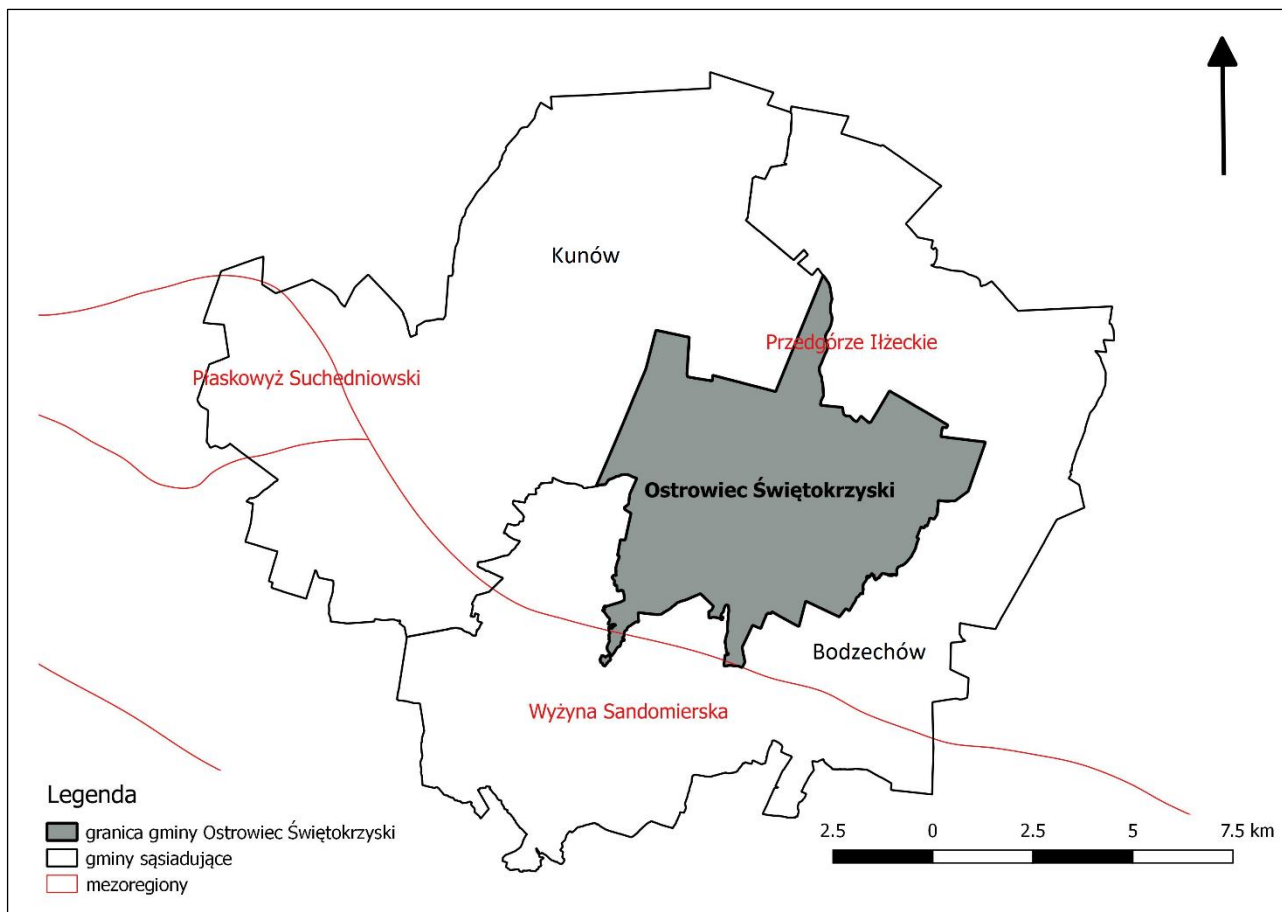 Kunów
Przedgórze Iłżeckie
Płaskowyż Suchedniowski
Ostrowiec Świętokrzyski
Bodzechów
Wyżyna Sandomierska
Legenda
granica gminy Ostrowiec Świętokrzyski
gminy sąsiadujące
mezoregiony
2.5 0 2.5 5 7.5 km